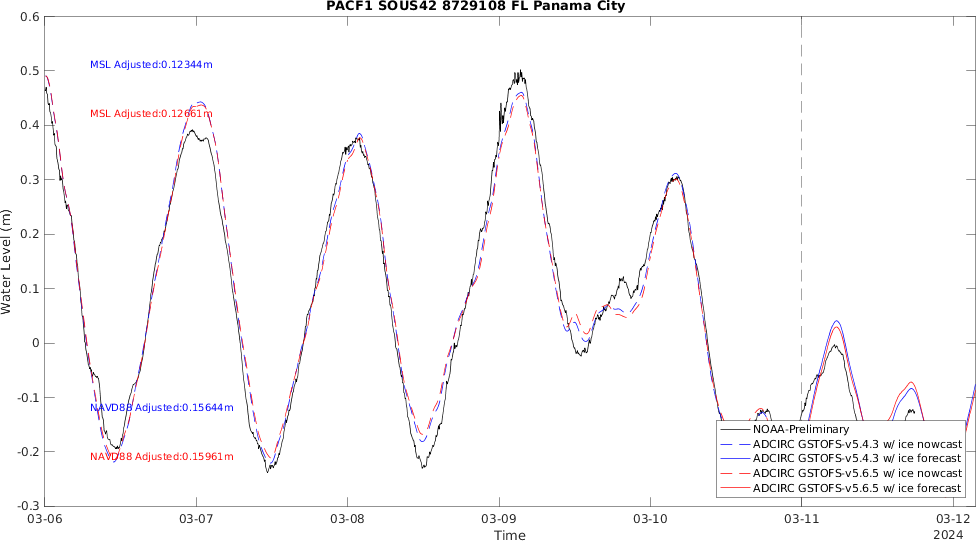 PACF1 SOUS42 8729108 FL Panama City
0.6
0.5
0.4
0.3
0.2
0.1
0
-0.1
-0.2
-0.3
Water Level (m)
MSL Adjusted:0.12344m
MSL Adjusted:0.12661m
NAVD88 Adjusted:0.15644m
NAVD88 Adjusted:0.15961m
NOAA-Preliminary
ADCIRC GSTOFS-v5.4.3 w/ ice nowcast
ADCIRC GSTOFS-v5.4.3 w/ ice forecast
ADCIRC GSTOFS-v5.6.5 w/ ice nowcast
ADCIRC GSTOFS-v5.6.5 w/ ice forecast
03-06 03-07 03-08 03-09 03-10 03-11 03-12
Time
2024